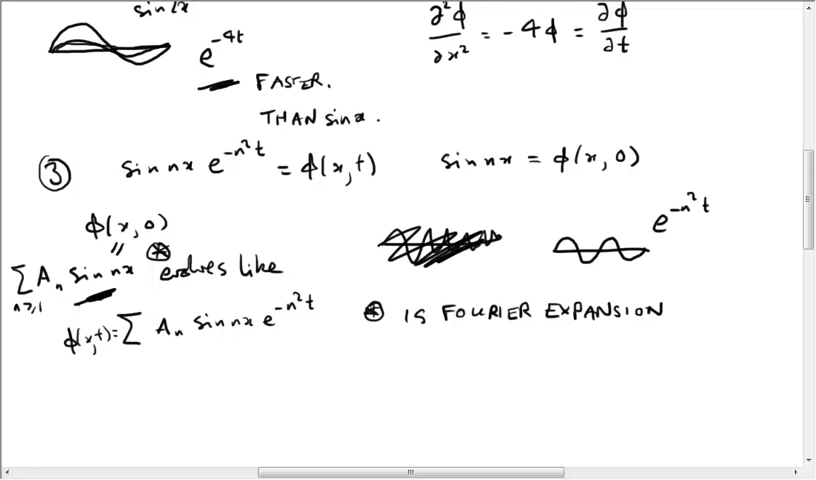 sin 2x
∂²φ/∂x² = -4φ = ∂φ/∂t
e^{-4t}
FASTER.
THAN sin x.
③ sin nx e^{-n²t} = φ(x,t) sin nx = φ(x,0)
e^{-n²t}
φ(x,0)
=
∑_{n≥1} A_n sin nx ⊛ evolves like
φ(x,t) = ∑ A_n sin nx e^{-n²t}
⊛ IS FOURIER EXPANSION